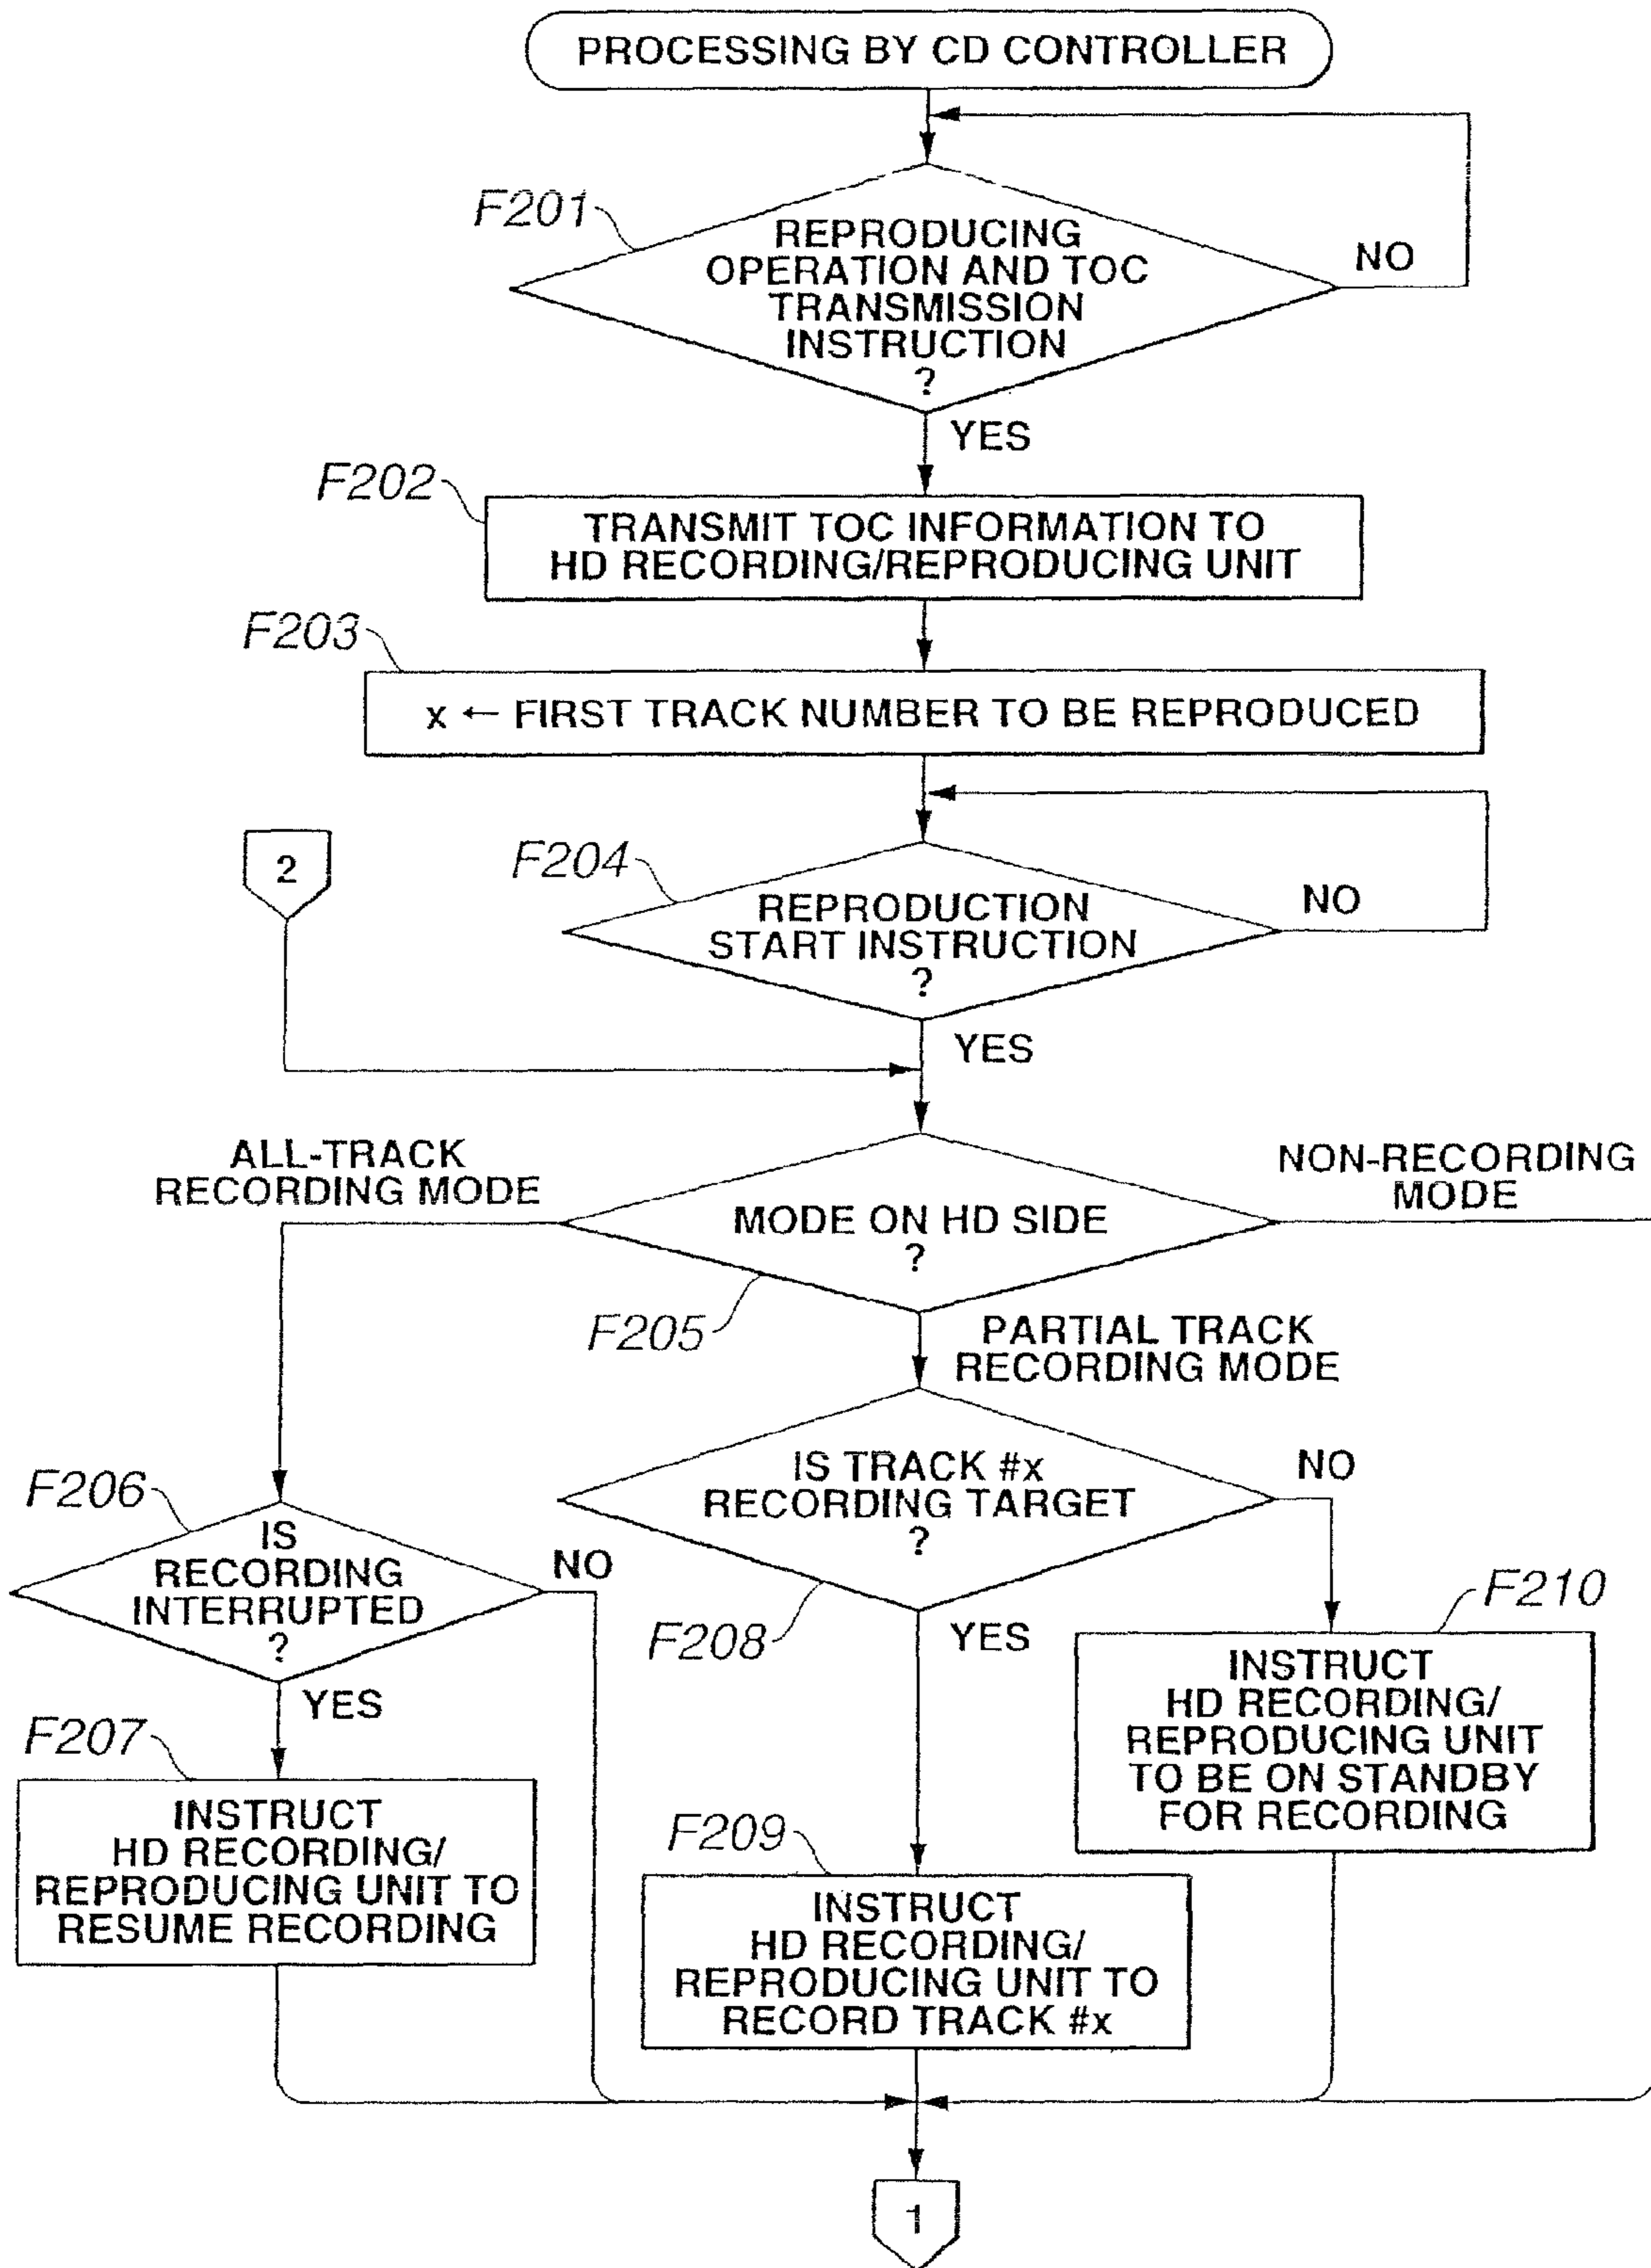 PROCESSING BY CD CONTROLLER
F201
REPRODUCING
OPERATION AND TOC
TRANSMISSION
INSTRUCTION
?
NO
YES
F202
TRANSMIT TOC INFORMATION TO
HD RECORDING/REPRODUCING UNIT
F203
x ← FIRST TRACK NUMBER TO BE REPRODUCED
2
F204
REPRODUCTION
START INSTRUCTION
?
NO
YES
ALL-TRACK
RECORDING MODE
NON-RECORDING
MODE
MODE ON HD SIDE
?
F205
PARTIAL TRACK
RECORDING MODE
F206
IS
RECORDING
INTERRUPTED
?
NO
YES
IS TRACK #x
RECORDING TARGET
?
NO
F208
YES
F210
INSTRUCT
HD RECORDING/
REPRODUCING UNIT
TO BE ON STANDBY
FOR RECORDING
F207
INSTRUCT
HD RECORDING/
REPRODUCING UNIT TO
RESUME RECORDING
F209
INSTRUCT
HD RECORDING/
REPRODUCING UNIT TO
RECORD TRACK #x
1